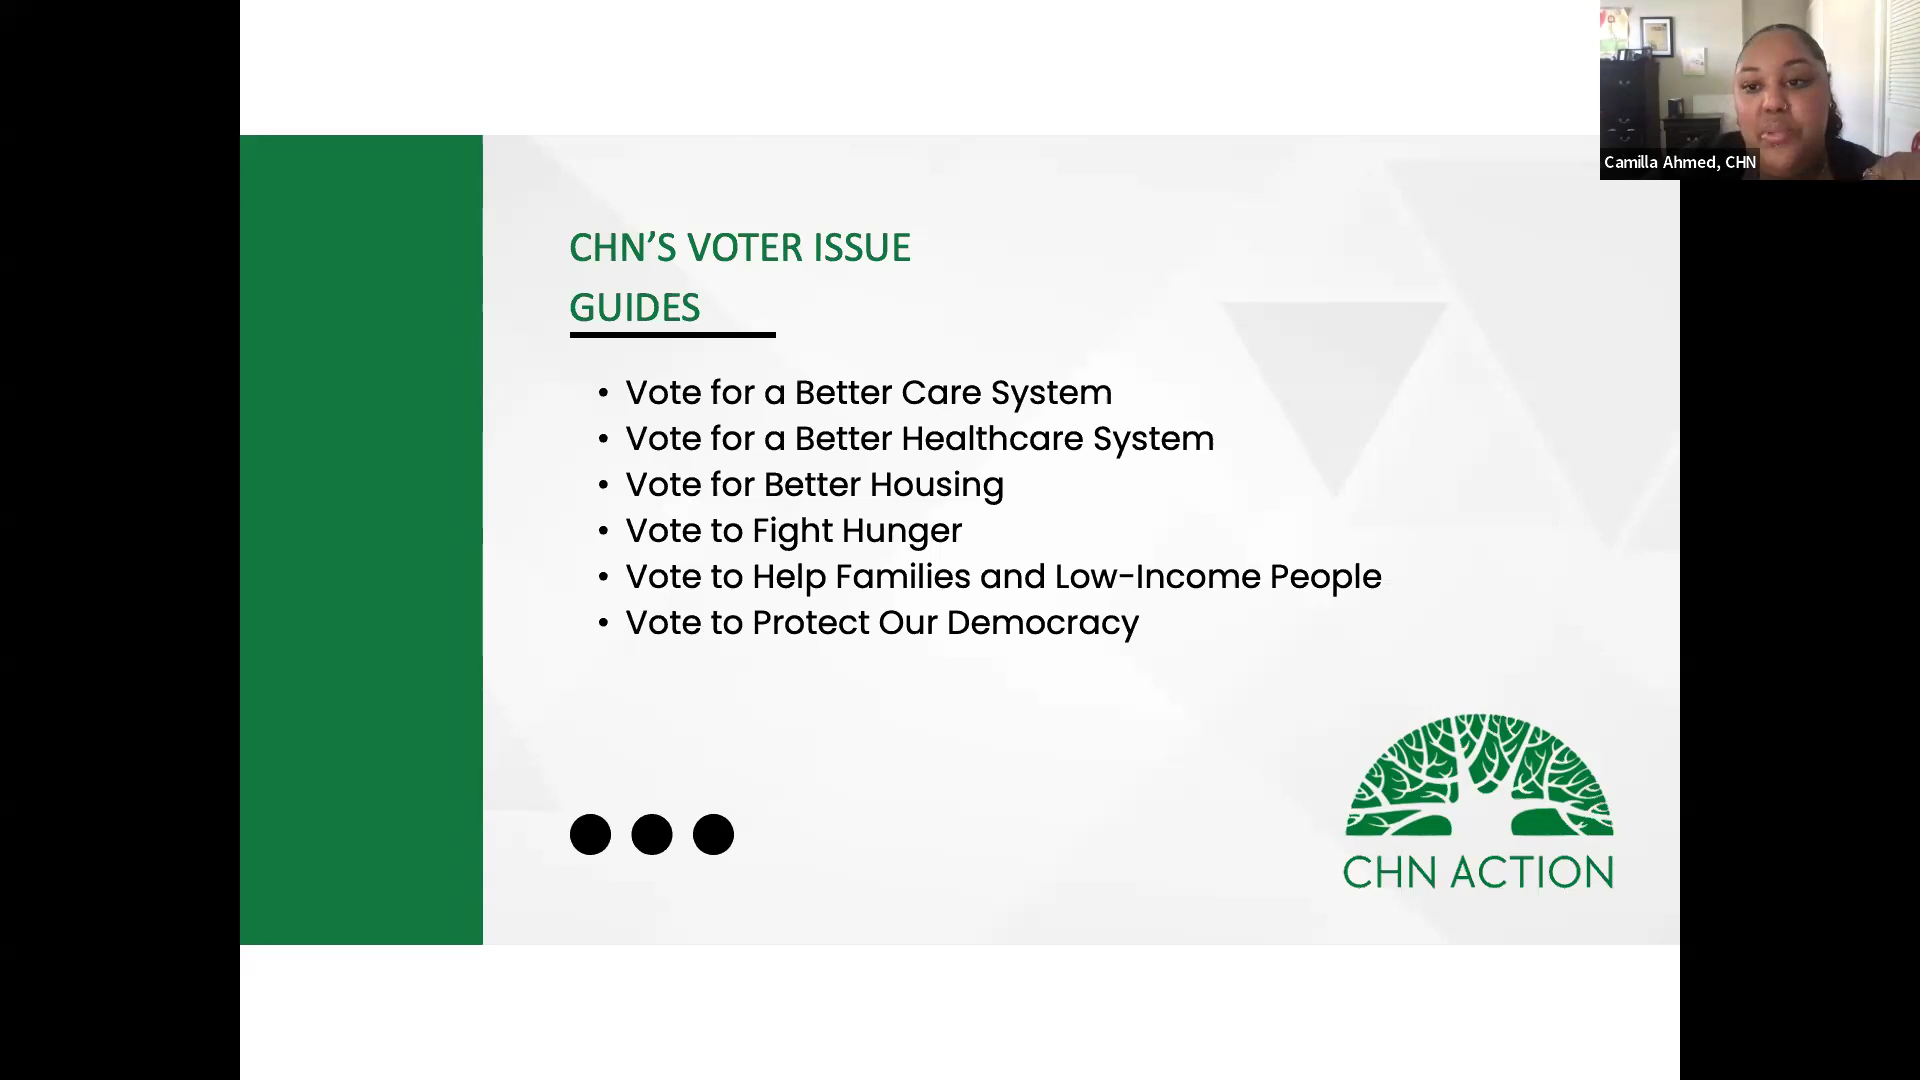 Camilla Ahmed, CHN
CHN’S VOTER ISSUE
GUIDES
• Vote for a Better Care System
• Vote for a Better Healthcare System
• Vote for Better Housing
• Vote to Fight Hunger
• Vote to Help Families and Low-Income People
• Vote to Protect Our Democracy
CHN ACTION